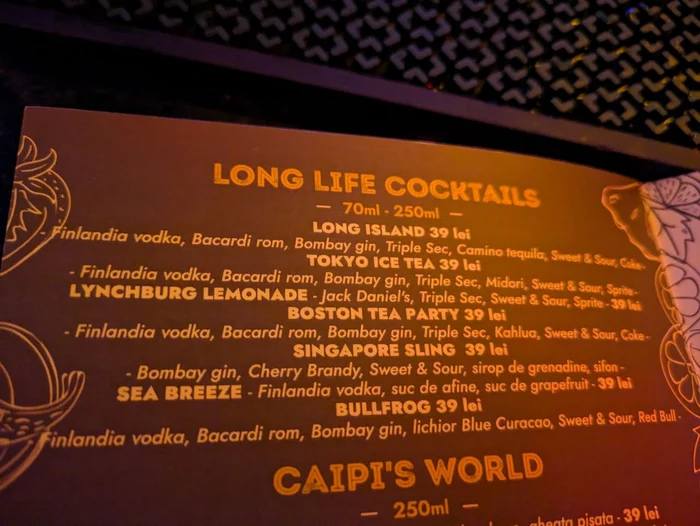 LONG LIFE COCKTAILS
— 70ml - 250ml —
LONG ISLAND 39 lei
- Finlandia vodka, Bacardi rom, Bombay gin, Triple Sec, Camino tequila, Sweet & Sour, Coke-
TOKYO ICE TEA 39 lei
- Finlandia vodka, Bacardi rom, Bombay gin, Triple Sec, Midori, Sweet & Sour, Sprite-
LYNCHBURG LEMONADE - Jack Daniel's, Triple Sec, Sweet & Sour, Sprite - 39 lei
BOSTON TEA PARTY 39 lei
- Finlandia vodka, Bacardi rom, Bombay gin, Triple Sec, Kahlua, Sweet & Sour, Coke-
SINGAPORE SLING 39 lei
- Bombay gin, Cherry Brandy, Sweet & Sour, sirop de grenadine, sifon-
SEA BREEZE - Finlandia vodka, suc de afine, suc de grapefruit - 39 lei
BULLFROG 39 lei
Finlandia vodka, Bacardi rom, Bombay gin, lichior Blue Curacao, Sweet & Sour, Red Bull -
CAIPI'S WORLD
— 250ml —
gheata pisata - 39 lei